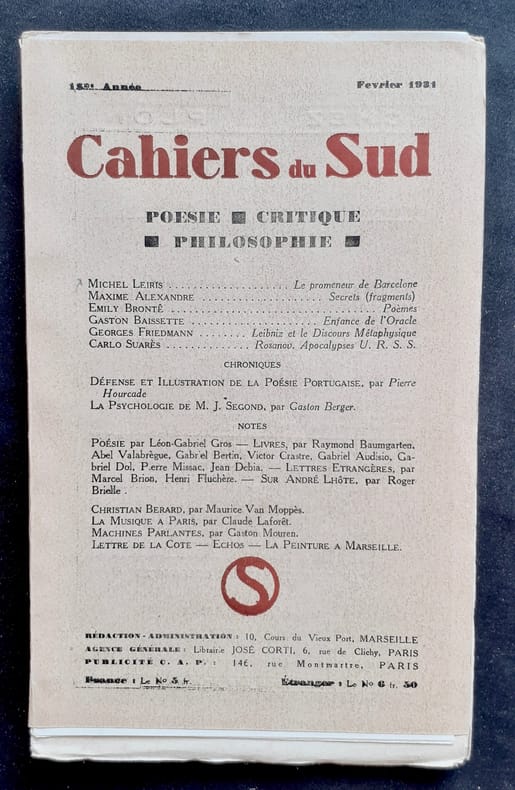 18me Année Fevrier 1931
Cahiers du Sud
POESIE ■ CRITIQUE
■ PHILOSOPHIE ■
MICHEL LEIRIS . . . . . . . . . . . . . . . . . . . Le promeneur de Barcelone
MAXIME ALEXANDRE . . . . . . . . . . . . . . . . . . . Secrets (fragments)
EMILY BRONTË . . . . . . . . . . . . . . . . . . . . . . . . . . . . . . . . . Poèmes
GASTON BAISSETTE . . . . . . . . . . . . . . . . . . . . Enfance de l'Oracle
GEORGES FRIEDMANN . . . . . . . Leibniz et le Discours Métaphysique
CARLO SUARÈS . . . . . . . . . . . . . . Rosanov. Apocalypses U. R. S. S.
CHRONIQUES
DÉFENSE ET ILLUSTRATION DE LA POÉSIE PORTUGAISE, par Pierre
Hourcade
LA PSYCHOLOGIE DE M. J. SEGOND, par Gaston Berger.
NOTES
POÉSIE par Léon-Gabriel Gros — LIVRES, par Raymond Baumgarten,
Abel Valabrègue, Gabriel Bertin, Victor Crastre, Gabriel Audisio, Ga-
briel Dol, Pierre Missac, Jean Debia. — LETTRES ETRANGÈRES, par
Marcel Brion, Henri Fluchère. — SUR ANDRÉ LHÔTE, par Roger
Brielle.
CHRISTIAN BERARD, par Maurice Van Moppès.
LA MUSIQUE A PARIS, par Claude Laforêt.
MACHINES PARLANTES, par Gaston Mouren.
LETTRE DE LA COTE — ECHOS — LA PEINTURE A MARSEILLE.
S
RÉDACTION-ADMINISTRATION : 10, Cours du Vieux Port, MARSEILLE
AGENCE GÉNÉRALE : Librairie JOSÉ CORTI, 6, rue de Clichy, PARIS
PUBLICITÉ C. A. P. : 146, rue Montmartre, PARIS
France : Le No 5 fr. Étranger : Le No 6 fr. 50